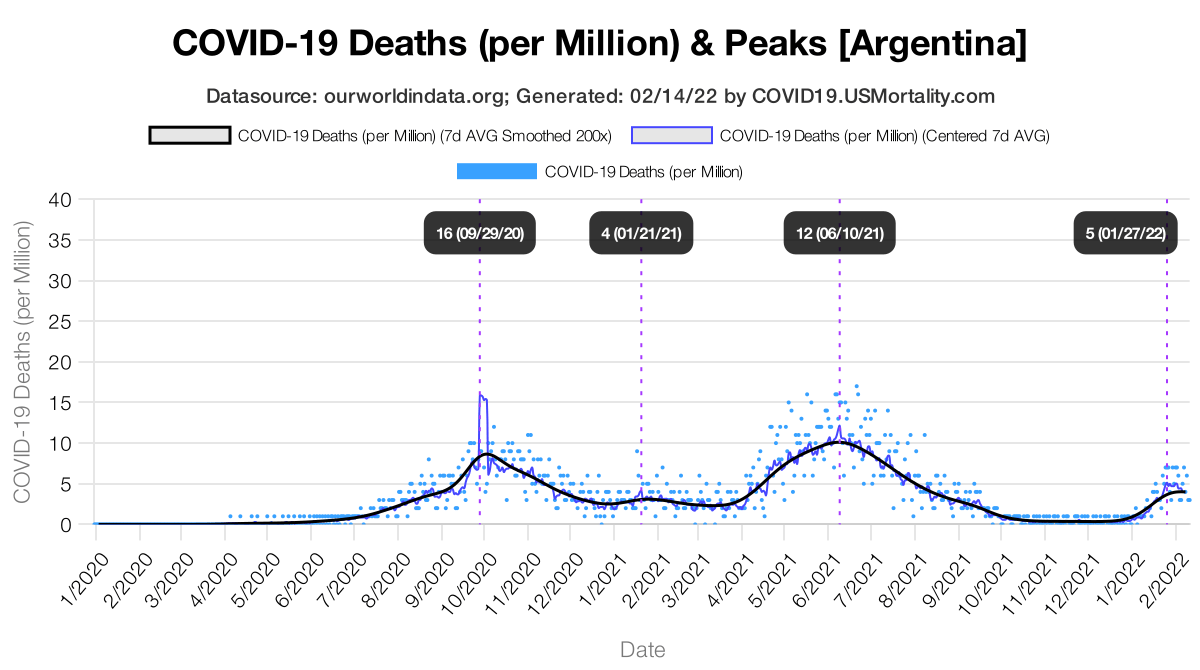 COVID-19 Deaths (per Million) & Peaks [Argentina]
Datasource: ourworldindata.org; Generated: 02/14/22 by COVID19.USMortality.com
COVID-19 Deaths (per Million) (7d AVG Smoothed 200x) COVID-19 Deaths (per Million) (Centered 7d AVG)
COVID-19 Deaths (per Million)
COVID-19 Deaths (per Million)
40
35
30
25
20
15
10
5
0
16 (09/29/20) 4 (01/21/21) 12 (06/10/21) 5 (01/27/22)
1/2020 2/2020 3/2020 4/2020 5/2020 6/2020 7/2020 8/2020 9/2020 10/2020 11/2020 12/2020 1/2021 2/2021 3/2021 4/2021 5/2021 6/2021 7/2021 8/2021 9/2021 10/2021 11/2021 12/2021 1/2022 2/2022
Date